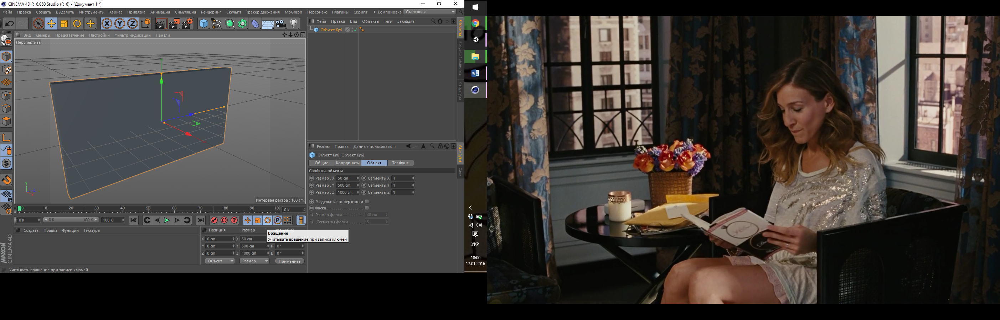 CINEMA 4D R16.050 Studio (R16) - [Документ 1 *]
Файл Правка Создать Выделить Инструменты Каркас Привязка Анимация Симуляция Рендеринг Скульпт Трекер движения MoGraph Персонаж Плагины Скрипт Компоновка Стартовая
Вид Камеры Представление Настройки Фильтр индикации Панели
Перспектива
Y
Z
X
Интервал растра : 100 cm
0 10 20 30 40 50 60 70 80 90 0 K
0 K 0 K 100 K 100 K
Создать Правка Функции Текстура
Позиция Размер
X 0 cm X 50 cm
Y 0 cm Y 500 cm P 0 °
Z 0 cm Z 1000 cm B 0 °
Объект Размер Применить
Вращение
Учитывать вращение при записи ключей
MAXON
CINEMA 4D
Учитывать вращение при записи ключей
Файл Правка Вид Объекты Теги Закладка
Объект Куб
Объекты
Браузер библиотек
Структура
Режим Правка Данные пользователя
Объект Куб [Объект Куб]
Общие Координаты Объект Тег Фонг
Свойства объекта
Размер . X 50 cm Сегменты X 1
Размер . Y 500 cm Сегменты Y 1
Размер . Z 1000 cm Сегменты Z 1
Раздельные поверхности
Фаска . . . . . . . . . . . . . . . .
Размер фаски . . . . . . . . . 40 cm
Сегменты фаски . . . . . . 5
Атрибуты
Слои
УКР
18:00
17.01.2016